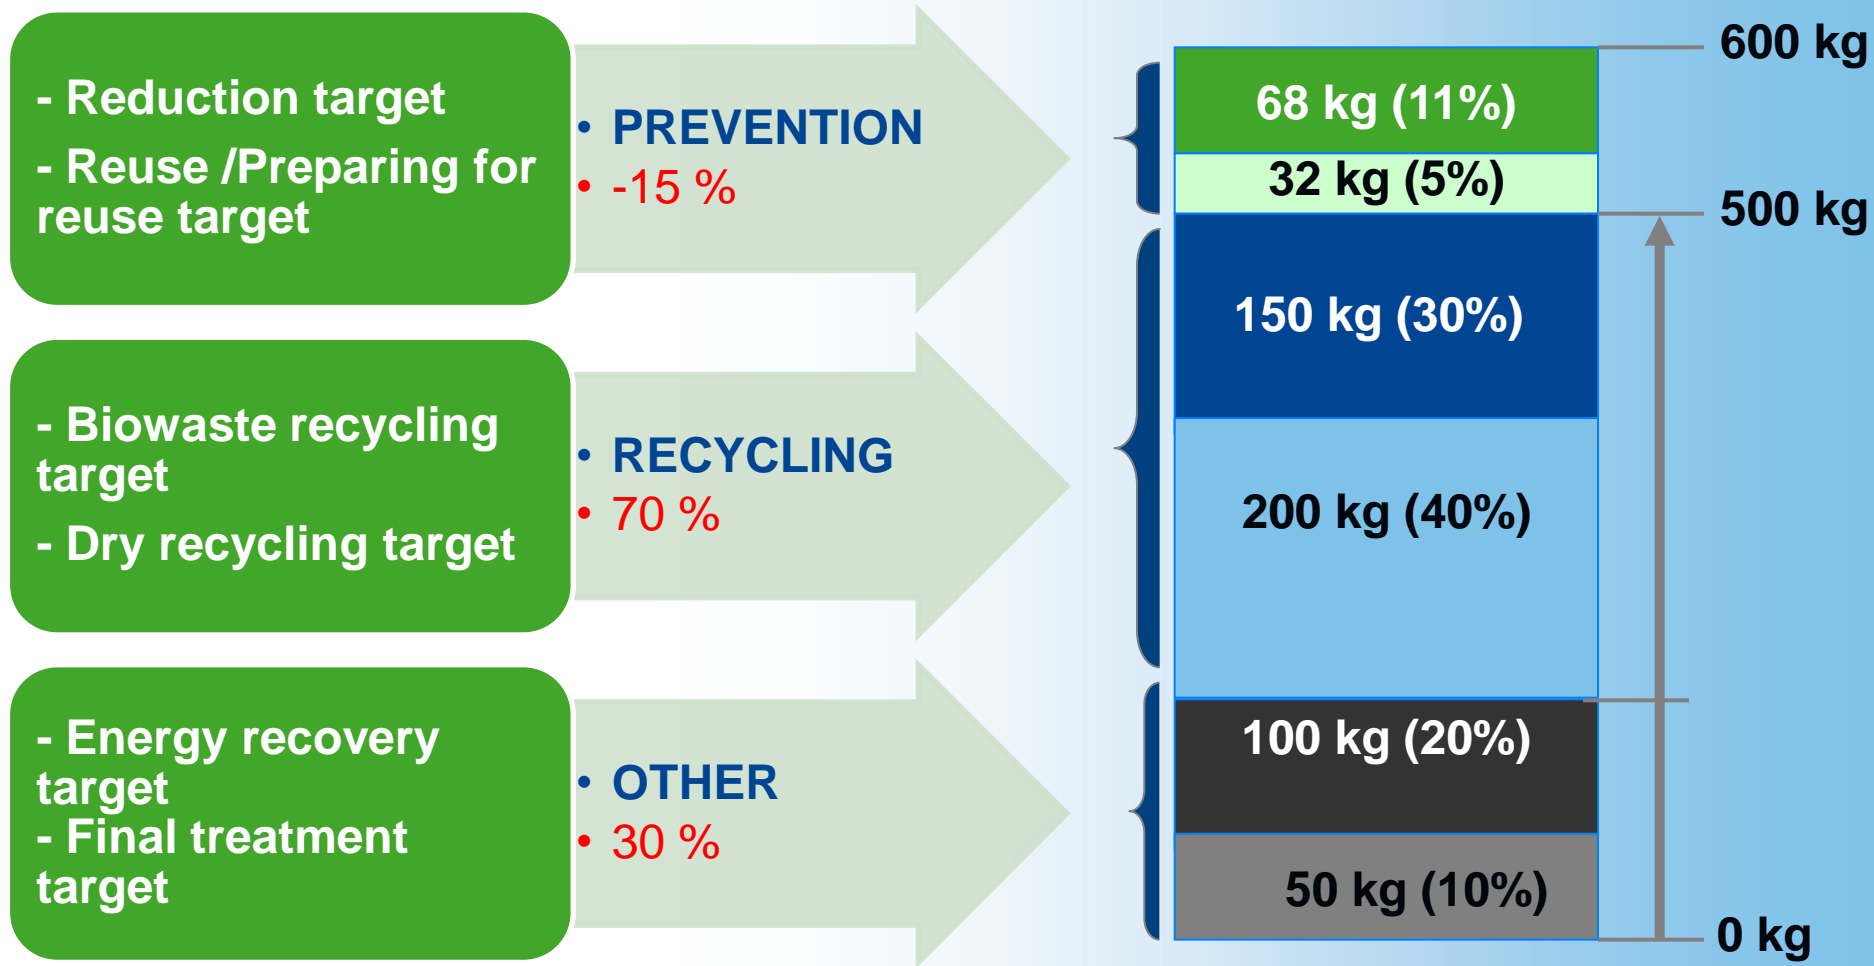 - Reduction target
- Reuse /Preparing for
reuse target
• PREVENTION
• -15 %
- Biowaste recycling
target
- Dry recycling target
• RECYCLING
• 70 %
- Energy recovery
target
- Final treatment
target
• OTHER
• 30 %
600 kg
68 kg (11%)
32 kg (5%)
500 kg
150 kg (30%)
200 kg (40%)
100 kg (20%)
50 kg (10%)
0 kg